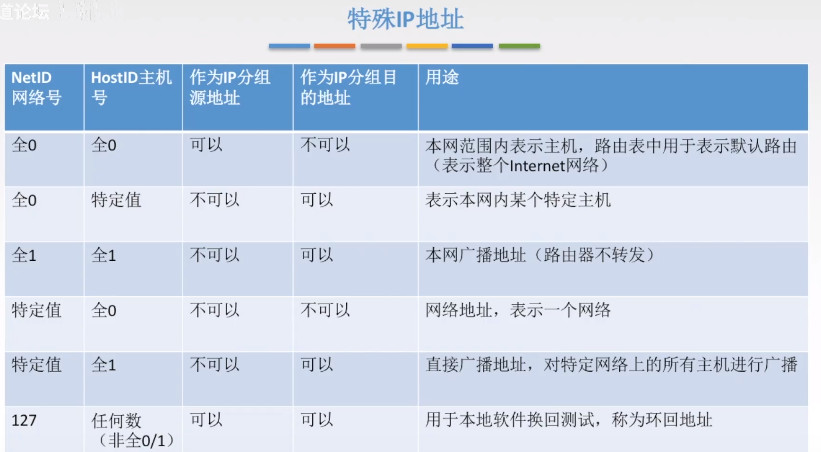 道论坛
特殊IP地址
NetID
网络号
HostID主机
号
作为IP分组
源地址
作为IP分组目
的地址
用途
全0
全0
可以
不可以
本网范围内表示主机，路由表中用于表示默认路由
（表示整个Internet网络）
全0
特定值
不可以
可以
表示本网内某个特定主机
全1
全1
不可以
可以
本网广播地址（路由器不转发）
特定值
全0
不可以
不可以
网络地址，表示一个网络
特定值
全1
不可以
可以
直接广播地址，对特定网络上的所有主机进行广播
127
任何数
（非全0/1）
可以
可以
用于本地软件换回测试，称为环回地址